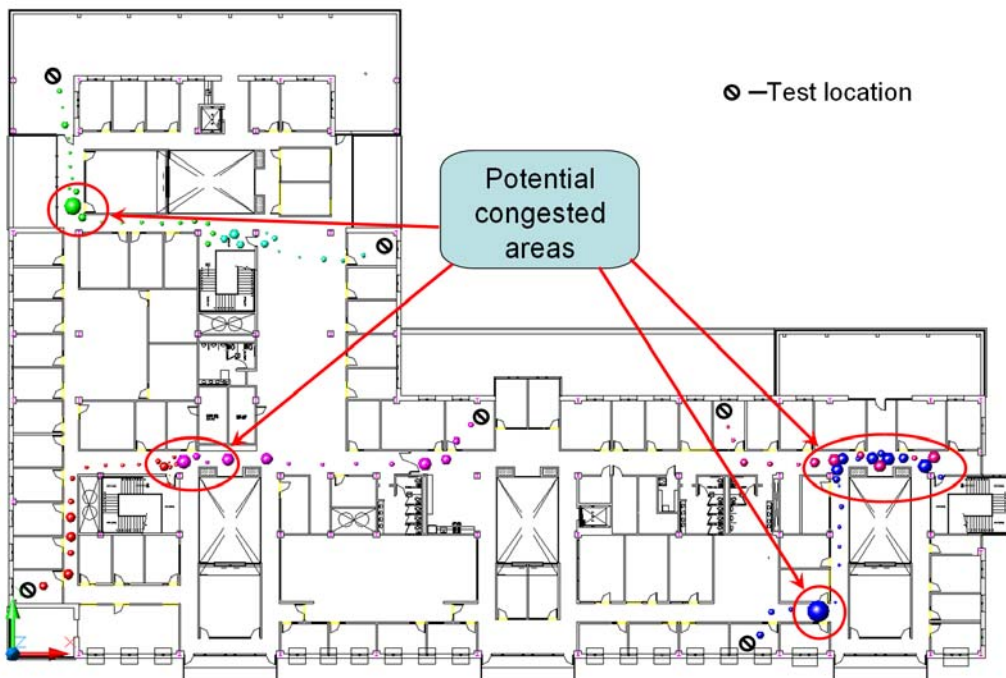 –Test location
Potential
congested
areas
X
Z